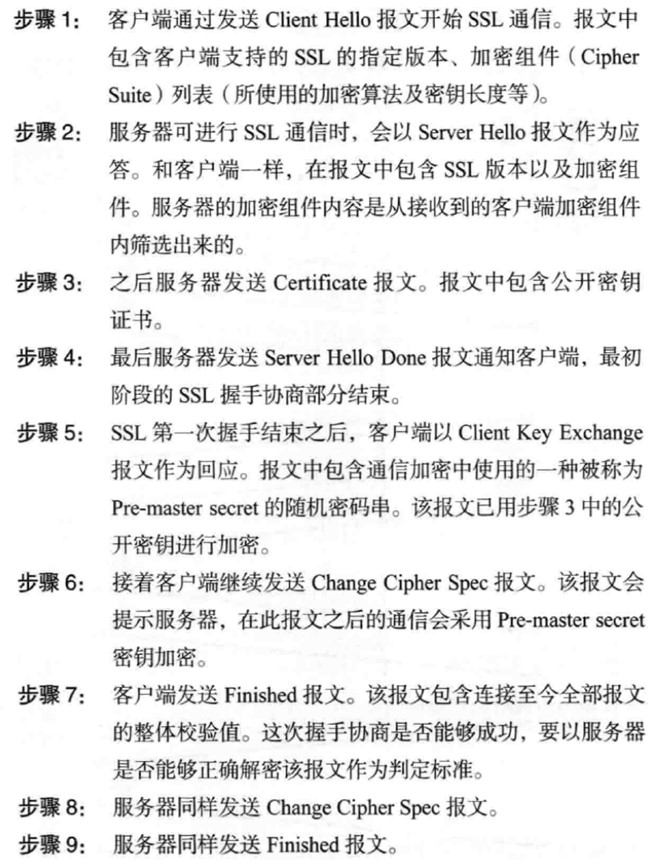 步骤 1： 客户端通过发送 Client Hello 报文开始 SSL 通信。报文中
包含客户端支持的 SSL 的指定版本、加密组件（Cipher
Suite）列表（所使用的加密算法及密钥长度等）。
步骤 2： 服务器可进行 SSL 通信时，会以 Server Hello 报文作为应
答。和客户端一样，在报文中包含 SSL 版本以及加密组
件。服务器的加密组件内容是从接收到的客户端加密组件
内筛选出来的。
步骤 3： 之后服务器发送 Certificate 报文。报文中包含公开密钥
证书。
步骤 4： 最后服务器发送 Server Hello Done 报文通知客户端，最初
阶段的 SSL 握手协商部分结束。
步骤 5： SSL 第一次握手结束之后，客户端以 Client Key Exchange
报文作为回应。报文中包含通信加密中使用的一种被称为
Pre-master secret 的随机密码串。该报文已用步骤 3 中的公
开密钥进行加密。
步骤 6： 接着客户端继续发送 Change Cipher Spec 报文。该报文会
提示服务器，在此报文之后的通信会采用 Pre-master secret
密钥加密。
步骤 7： 客户端发送 Finished 报文。该报文包含连接至今全部报文
的整体校验值。这次握手协商是否能够成功，要以服务器
是否能够正确解密该报文作为判定标准。
步骤 8： 服务器同样发送 Change Cipher Spec 报文。
步骤 9： 服务器同样发送 Finished 报文。